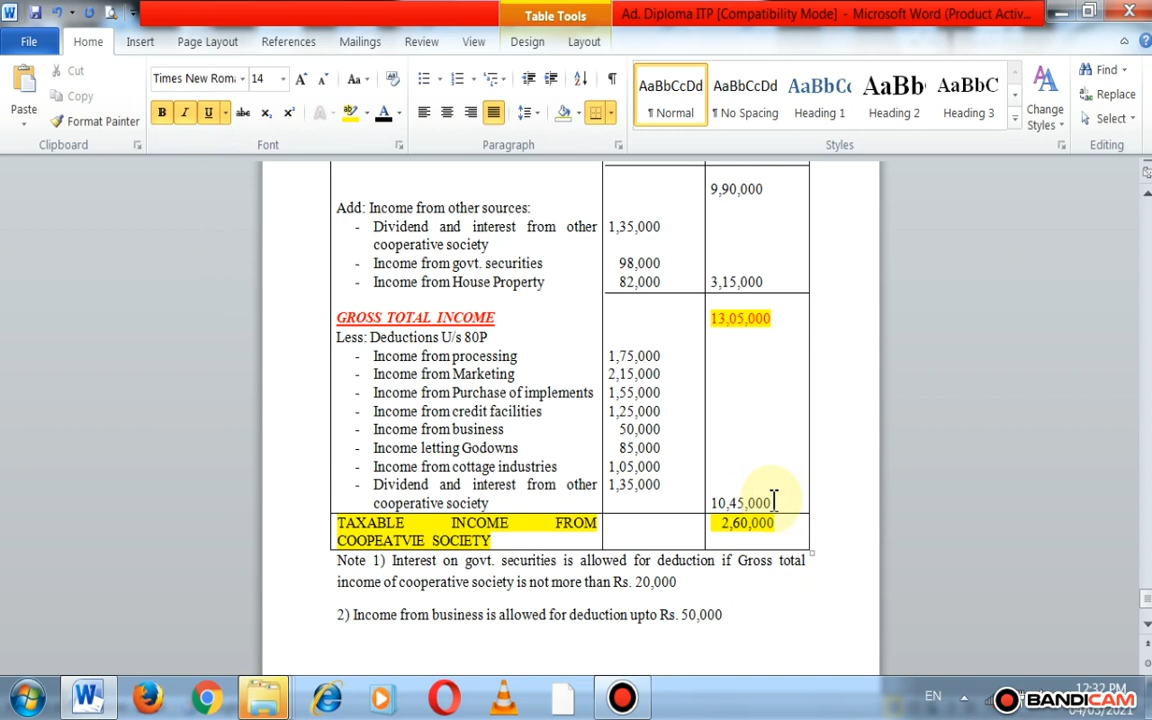 Table Tools
Ad. Diploma ITP [Compatibility Mode] - Microsoft Word (Product Activ...
File Home Insert Page Layout References Mailings Review View Design Layout
Paste
Cut
Copy
Format Painter
Clipboard
Times New Rom 14
Font
Paragraph
AaBbCcDd AaBbCcDd AaBbCc AaBb AaBbC
¶ Normal ¶ No Spacing Heading 1 Heading 2 Heading 3
Change Styles
Styles
Find
Replace
Select
Editing
9,90,000
Add: Income from other sources:
- Dividend and interest from other 1,35,000
cooperative society
- Income from govt. securities 98,000
- Income from House Property 82,000 3,15,000
GROSS TOTAL INCOME 13,05,000
Less: Deductions U/s 80P
- Income from processing 1,75,000
- Income from Marketing 2,15,000
- Income from Purchase of implements 1,55,000
- Income from credit facilities 1,25,000
- Income from business 50,000
- Income letting Godowns 85,000
- Income from cottage industries 1,05,000
- Dividend and interest from other 1,35,000
cooperative society 10,45,000
TAXABLE INCOME FROM 2,60,000
COOPEATVIE SOCIETY
Note 1) Interest on govt. securities is allowed for deduction if Gross total
income of cooperative society is not more than Rs. 20,000
2) Income from business is allowed for deduction upto Rs. 50,000
EN
12:32 PM
BANDICAM